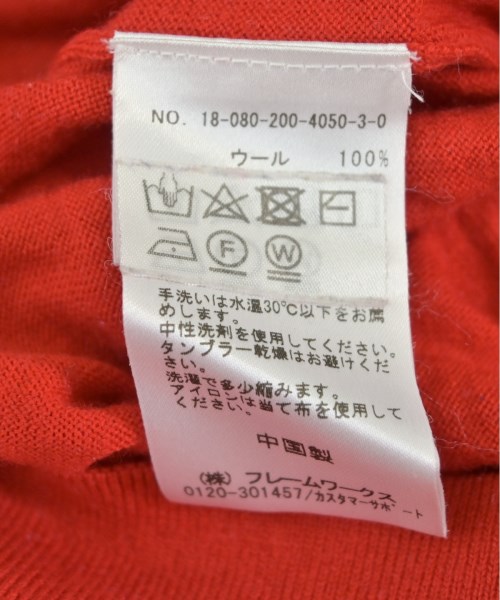 NO. 18-080-200-4050-3-0
ウール 100%
F W
手洗いは水温30℃以下をお薦
めします。
中性洗剤を使用してください。
タンブラー乾燥はお避けくだ
さい。
洗濯で多少縮みます。
アイロンは当て布を使用して
ください。
中国製
(株) フレームワークス
0120-301457/カスタマーサポート